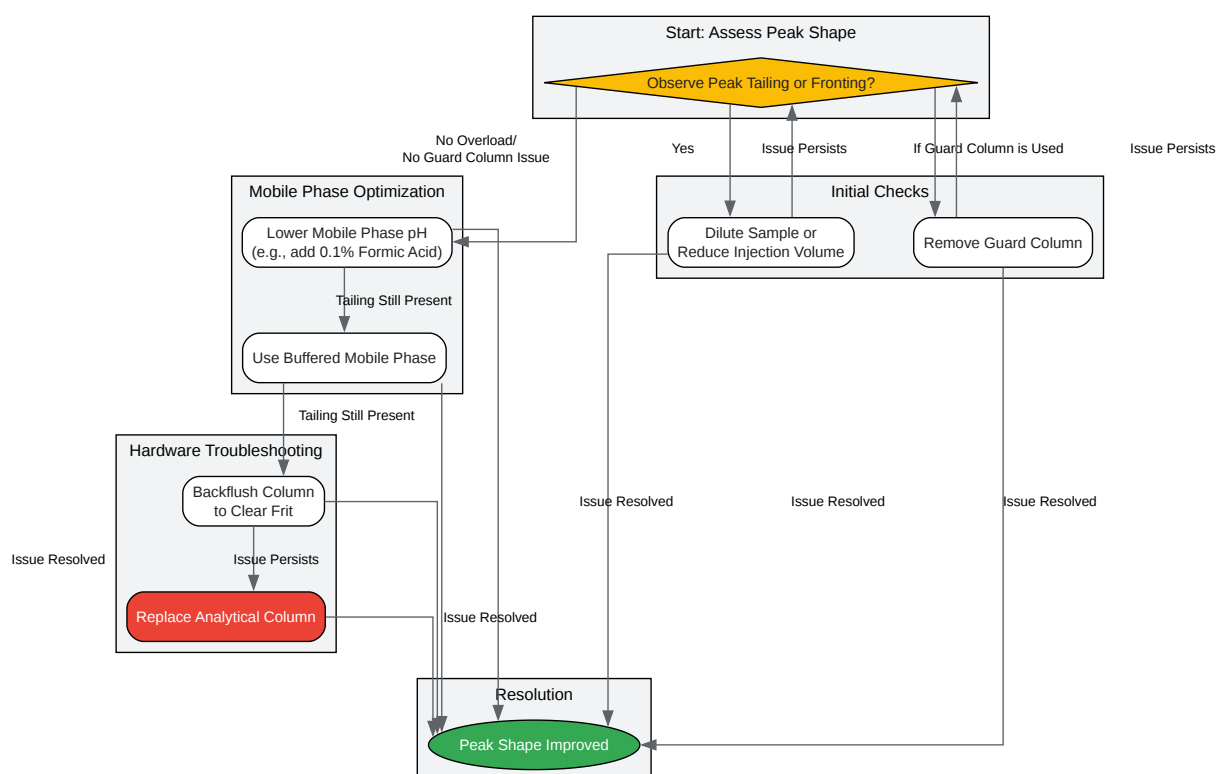 Start: Assess Peak Shape
Observe Peak Tailing or Fronting?
No Overload/
No Guard Column Issue
Yes
Issue Persists
If Guard Column is Used
Issue Persists
Mobile Phase Optimization
Initial Checks
Lower Mobile Phase pH
(e.g., add 0.1% Formic Acid)
Dilute Sample or
Reduce Injection Volume
Remove Guard Column
Tailing Still Present
Use Buffered Mobile Phase
Tailing Still Present
Hardware Troubleshooting
Backflush Column
to Clear Frit
Issue Resolved
Issue Resolved
Issue Resolved
Issue Resolved
Issue Persists
Replace Analytical Column
Issue Resolved
Resolution
Peak Shape Improved